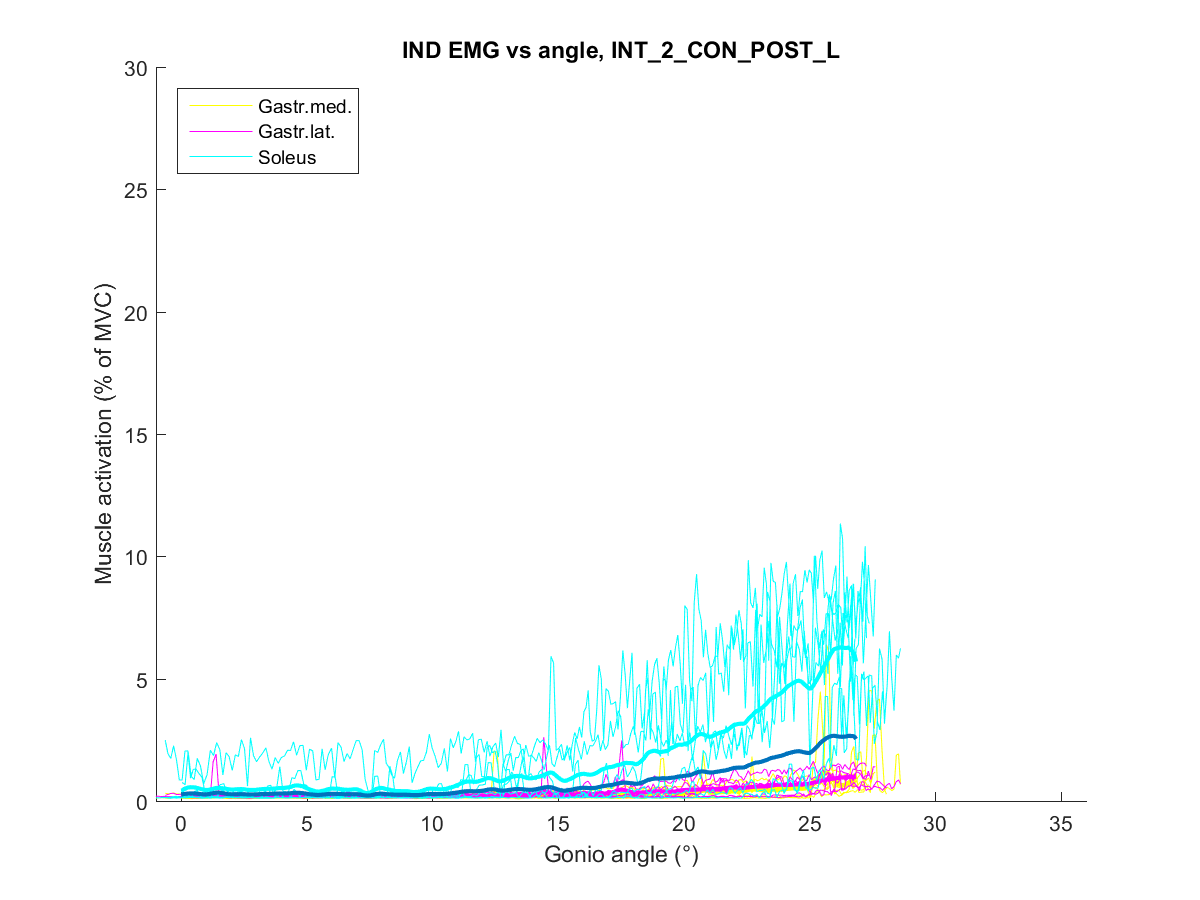 IND EMG vs angle, INT_2_CON_POST_L
30
25
20
15
10
5
0
Gastr.med.
Gastr.lat.
Soleus
Muscle activation (% of MVC)
0 5 10 15 20 25 30 35
Gonio angle (°)